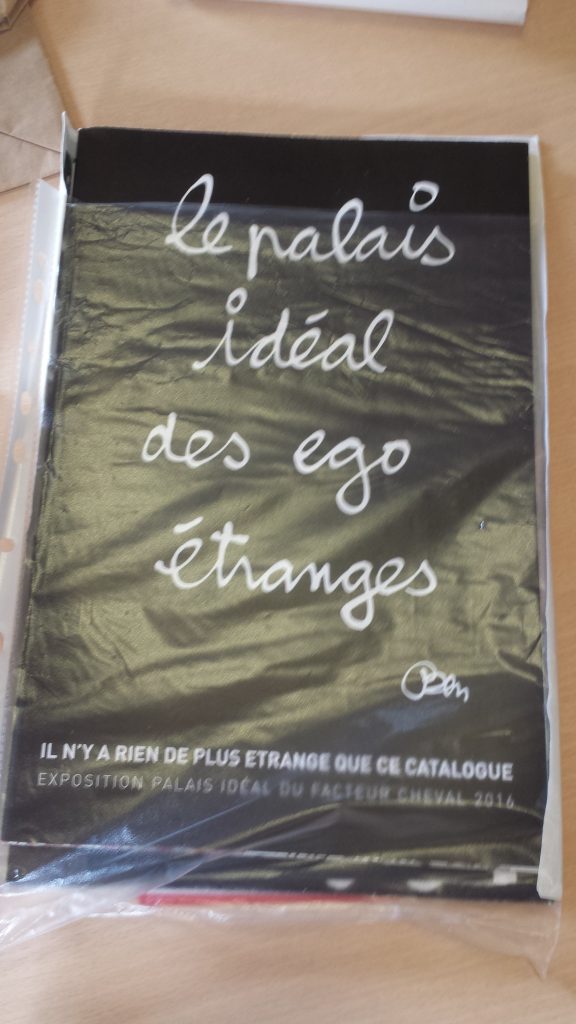 le palais
idéal
des ego
étranges
Ben
IL N'Y A RIEN DE PLUS ETRANGE QUE CE CATALOGUE
EXPOSITION PALAIS IDÉAL DU FACTEUR CHEVAL 2016